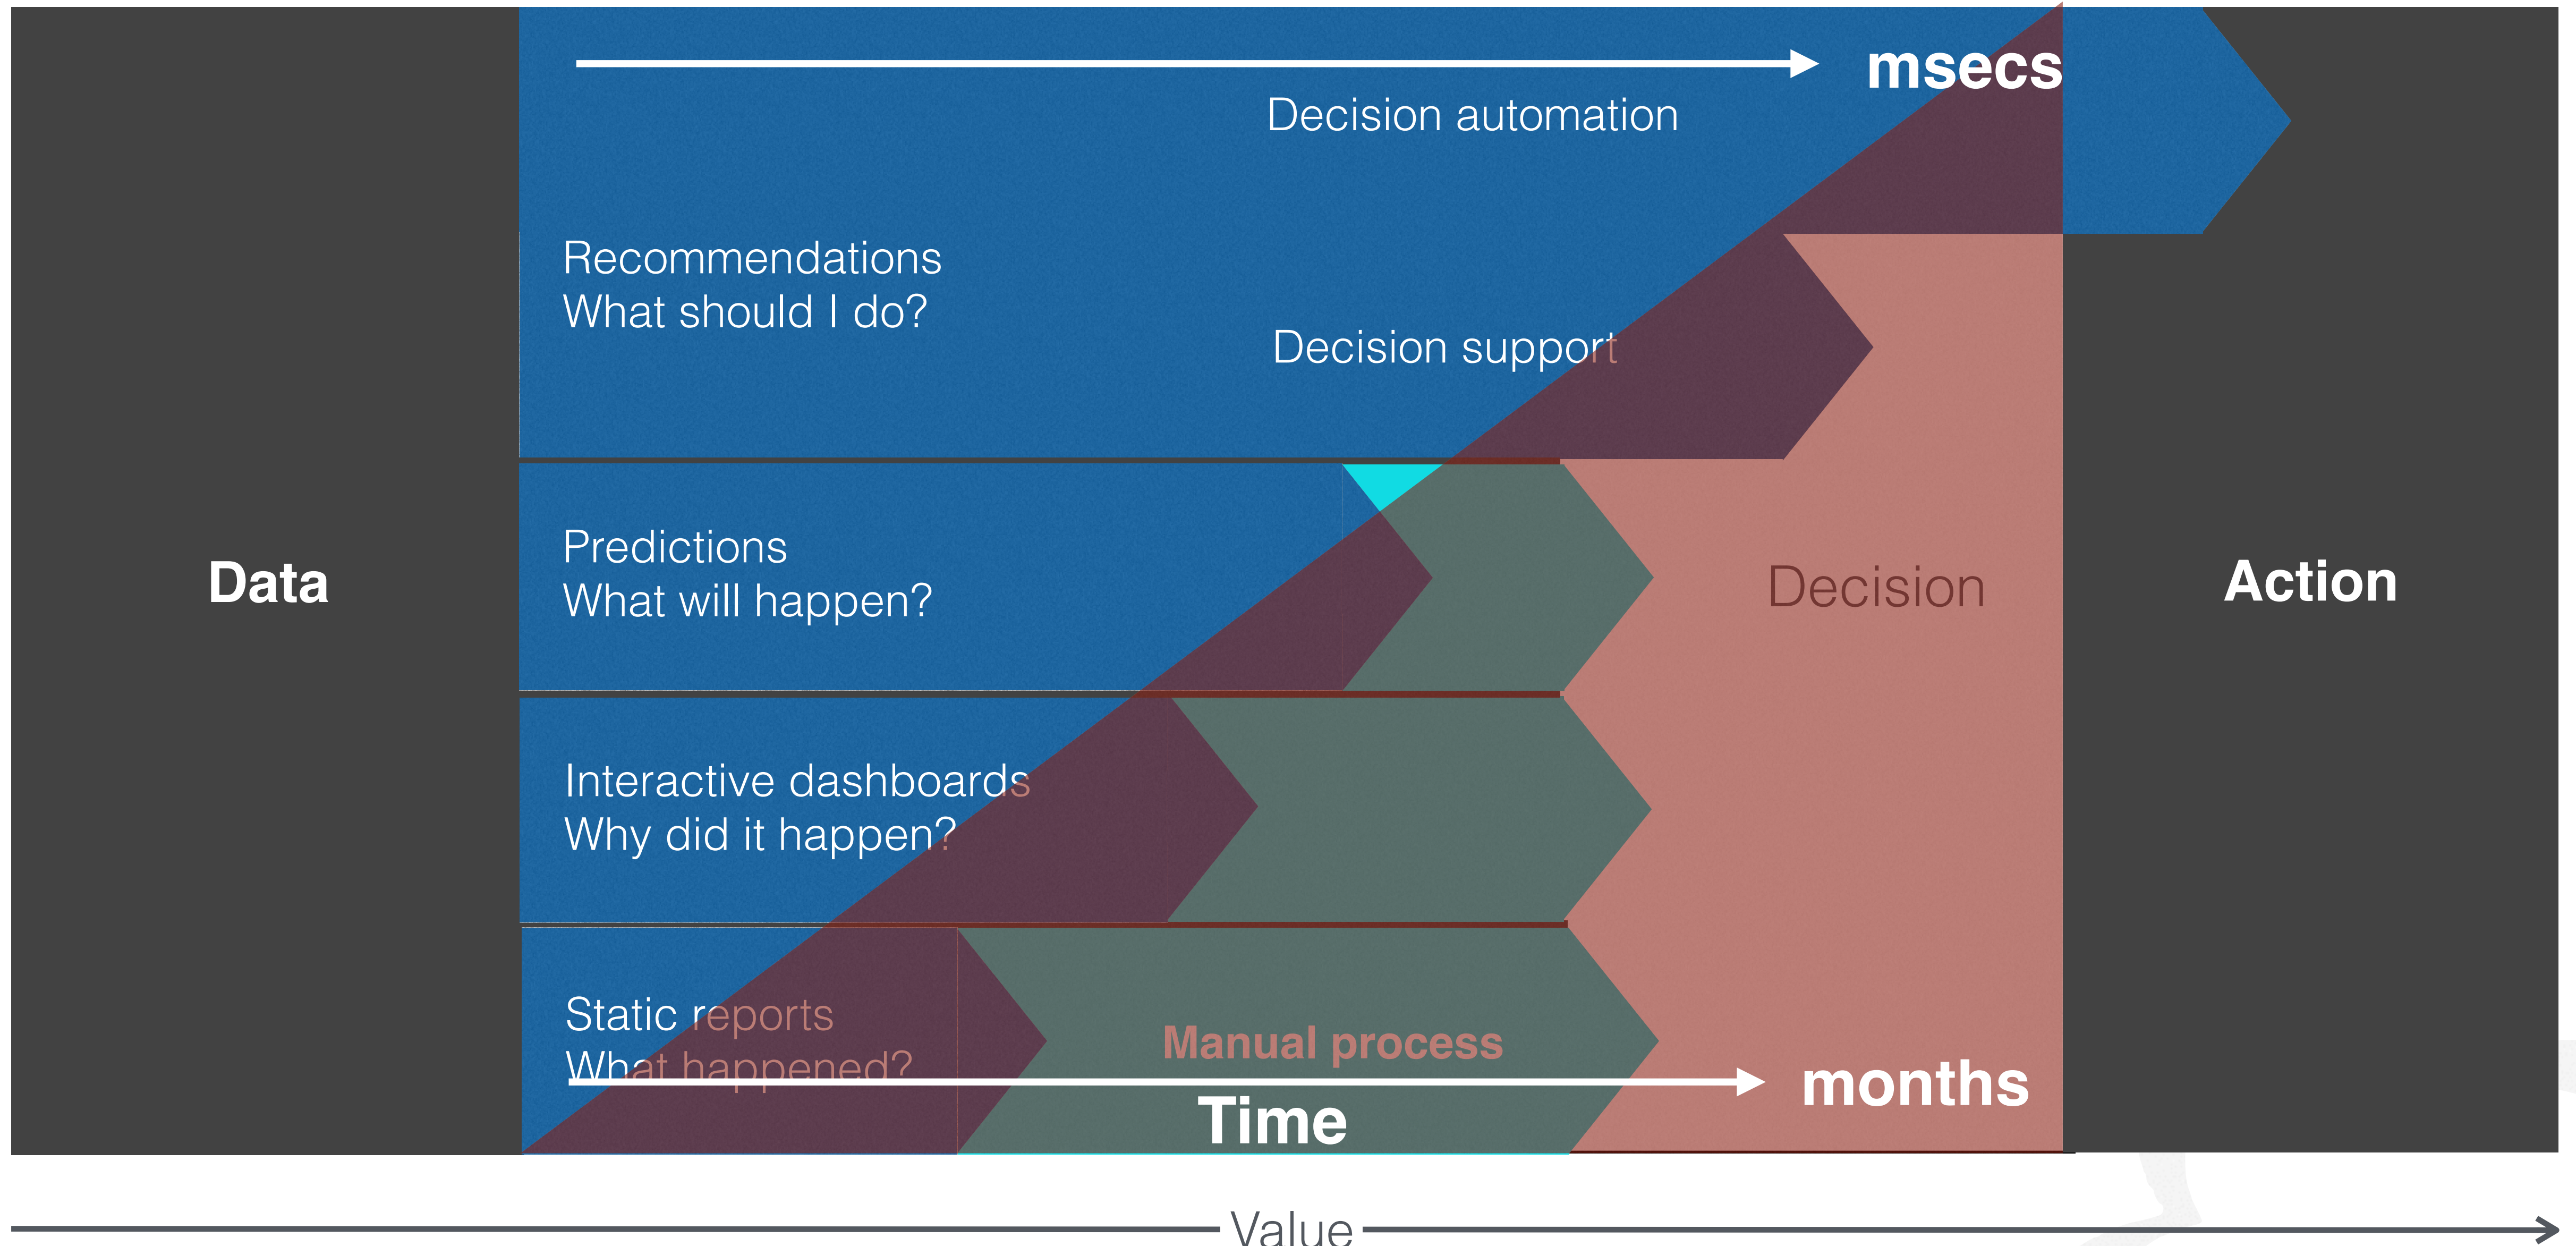 msecs
Decision automation
Recommendations
What should I do?
Decision support
Predictions
What will happen?
Data
Decision
Action
Interactive dashboards
Why did it happen?
Static reports
What happened?
Manual process
months
Time
Value